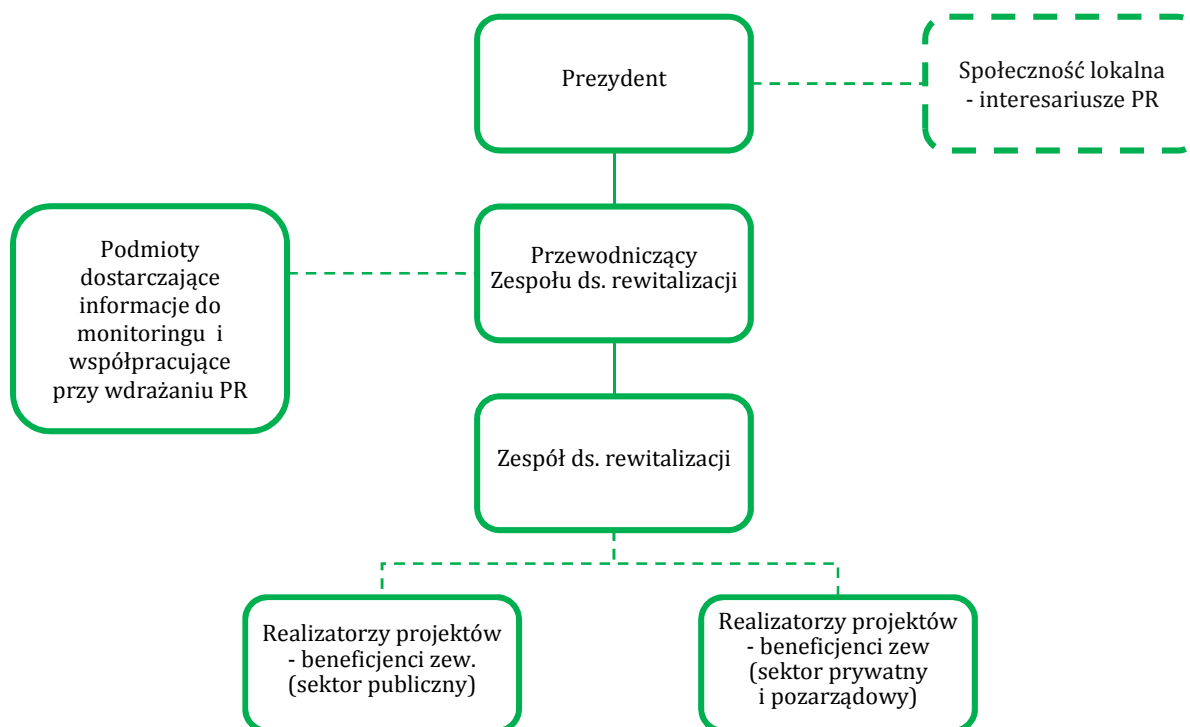 Prezydent
Społeczność lokalna
- interesariusze PR
Podmioty
dostarczające
informacje do
monitoringu i
współpracujące
przy wdrażaniu PR
Przewodniczący
Zespołu ds. rewitalizacji
Zespół ds. rewitalizacji
Realizatorzy projektów
- beneficjenci zew.
(sektor publiczny)
Realizatorzy projektów
- beneficjenci zew
(sektor prywatny
i pozarządowy)